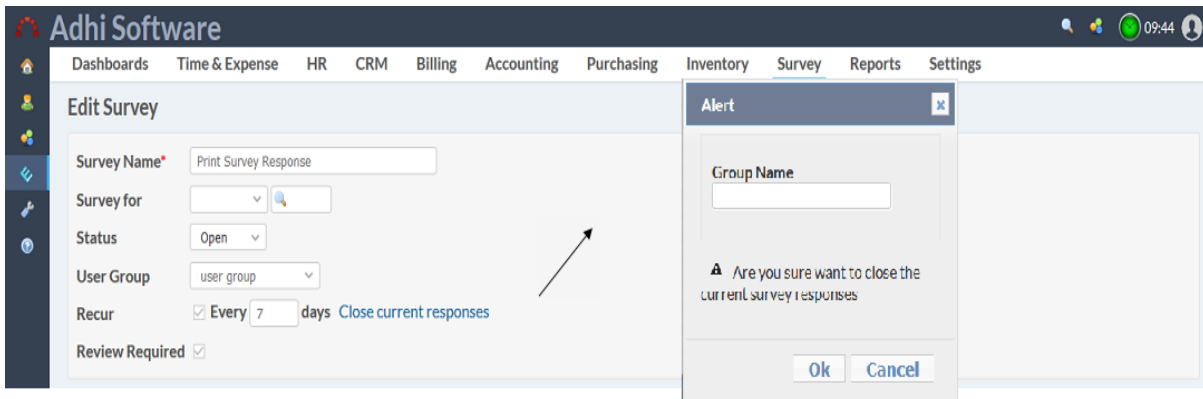 Adhi Software
09:44
Dashboards Time & Expense HR CRM Billing Accounting Purchasing Inventory Survey Reports Settings
Edit Survey
Alert
Survey Name* Print Survey Response
Group Name
Survey for
Status Open
User Group user group
Are you sure want to close the
current survey responses
Recur Every 7 days Close current responses
Review Required
Ok Cancel